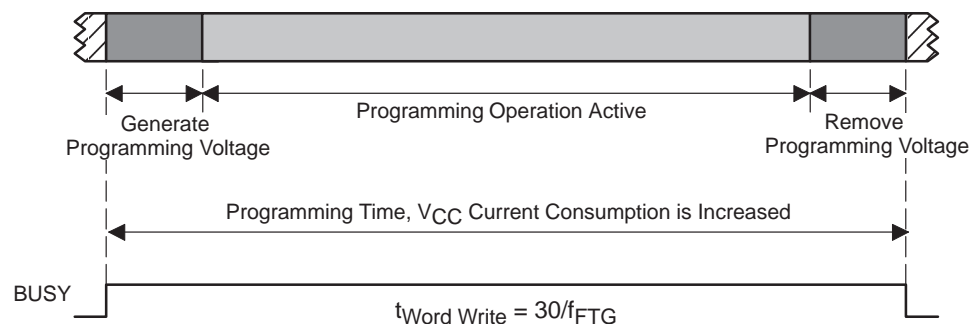 Programming Operation Active
Generate
Programming Voltage
Remove
Programming Voltage
Programming Time, VCC Current Consumption is Increased
BUSY
tWord Write = 30/fFTG